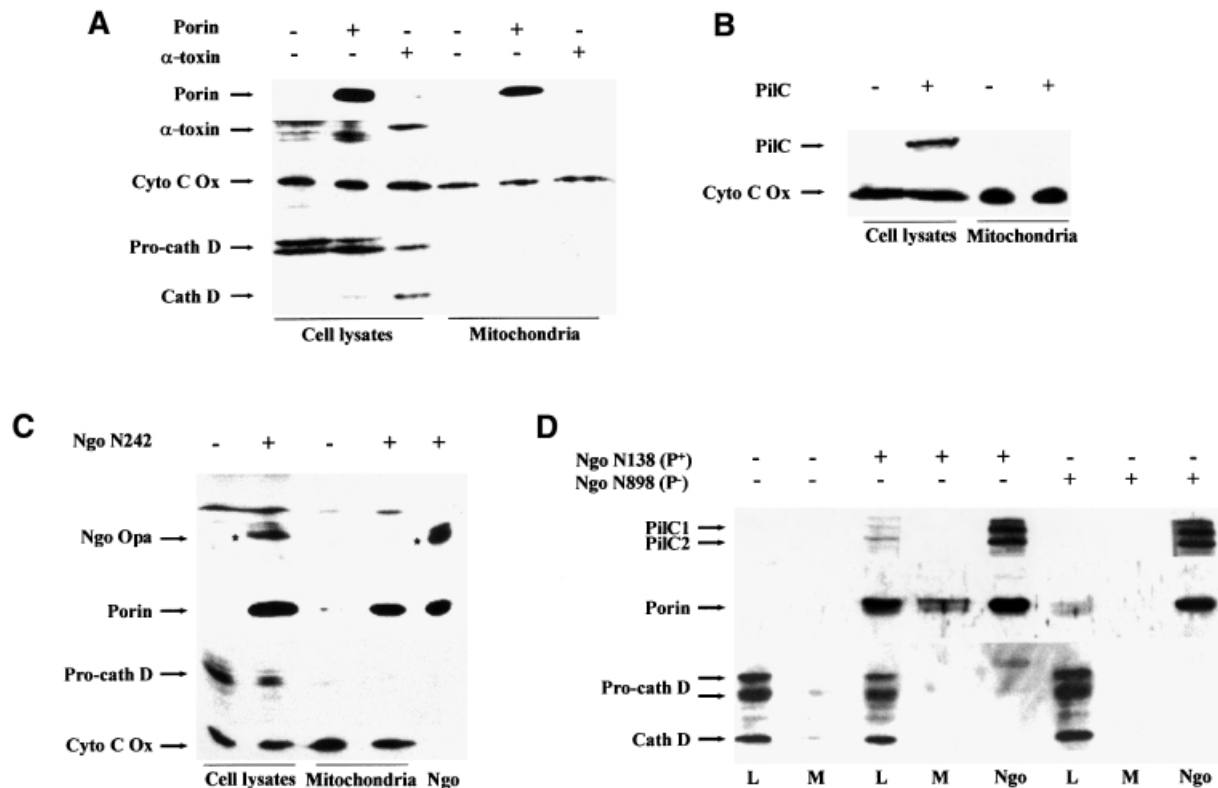 A
Porin - + - - + -
α-toxin - - + - - +
Porin
α-toxin
Cyto C Ox
Pro-cath D
Cath D
Cell lysates Mitochondria
B
PilC - + - +
PilC
Cyto C Ox
Cell lysates Mitochondria
C
Ngo N242 - + - + +
Ngo Opa * *
Porin
Pro-cath D
Cyto C Ox
Cell lysates Mitochondria Ngo
D
Ngo N138 (P+) - - + + + - - -
Ngo N898 (P-) - - - - - + + +
PilC1
PilC2
Porin
Pro-cath D
Cath D
L M L M Ngo L M Ngo